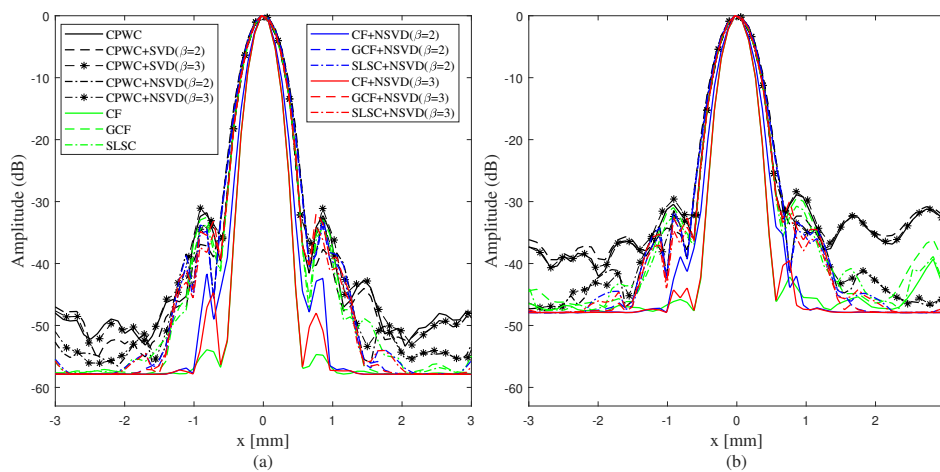 0
-10
-20
-30
-40
-50
-60
Amplitude (dB)
CPWC
CPWC+SVD(β=2)
CPWC+SVD(β=3)
CPWC+NSVD(β=2)
CPWC+NSVD(β=3)
CF
GCF
SLSC
CF+NSVD(β=2)
GCF+NSVD(β=2)
SLSC+NSVD(β=2)
CF+NSVD(β=3)
GCF+NSVD(β=3)
SLSC+NSVD(β=3)
-3 -2 -1 0 1 2 3
x [mm]
(a)
0
-10
-20
-30
-40
-50
-60
Amplitude (dB)
-3 -2 -1 0 1 2
x [mm]
(b)